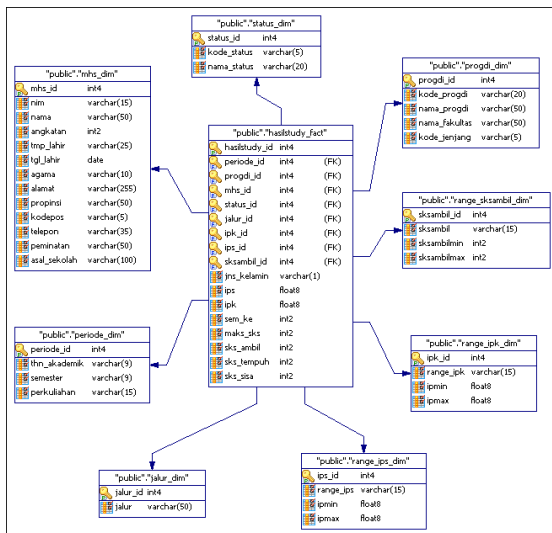 "public"."status_dim"
status_id int4
kode_status varchar(5)
nama_status varchar(20)
"public"."mhs_dim"
mhs_id int4
nim varchar(15)
nama varchar(50)
angkatan int2
tmp_lahir varchar(25)
tgl_lahir date
agama varchar(10)
alamat varchar(255)
propinsi varchar(50)
kodepos varchar(5)
telepon varchar(35)
peminatan varchar(50)
asal_sekolah varchar(100)
"public"."progdi_dim"
progdi_id int4
kode_progdi varchar(20)
nama_progdi varchar(50)
nama_fakultas varchar(50)
kode_jenjang varchar(5)
"public"."hasilstudy_fact"
hasilstudy_id int4
periode_id int4 (FK)
progdi_id int4 (FK)
mhs_id int4 (FK)
status_id int4 (FK)
jalur_id int4 (FK)
ipk_id int4 (FK)
ips_id int4 (FK)
sksambil_id int4 (FK)
jns_kelamin varchar(1)
ips float8
ipk float8
sem_ke int2
maks_sks int2
sks_ambil int2
sks_tempuh int2
sks_sisa int2
"public"."range_sksambil_dim"
sksambil_id int4
sksambil varchar(15)
sksambilmin int2
sksambilmax int2
"public"."periode_dim"
periode_id int4
thn_akademik varchar(9)
semester varchar(9)
perkuliahan varchar(15)
"public"."range_ipk_dim"
ipk_id int4
range_ipk varchar(15)
ipmin float8
ipmax float8
"public"."jalur_dim"
jalur_id int4
jalur varchar(50)
"public"."range_ips_dim"
ips_id int4
range_ips varchar(15)
ipmin float8
ipmax float8